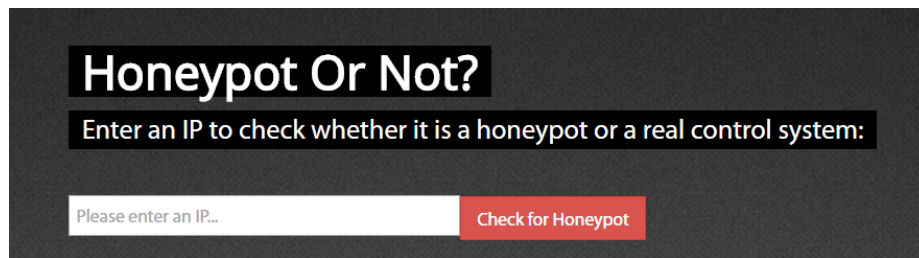 Honeypot Or Not?
Enter an IP to check whether it is a honeypot or a real control system:
Please enter an IP... Check for Honeypot